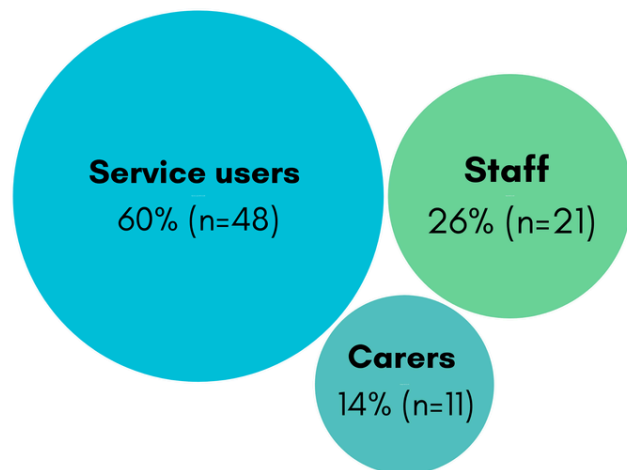 Service users
60% (n=48)
Staff
26% (n=21)
Carers
14% (n=11)